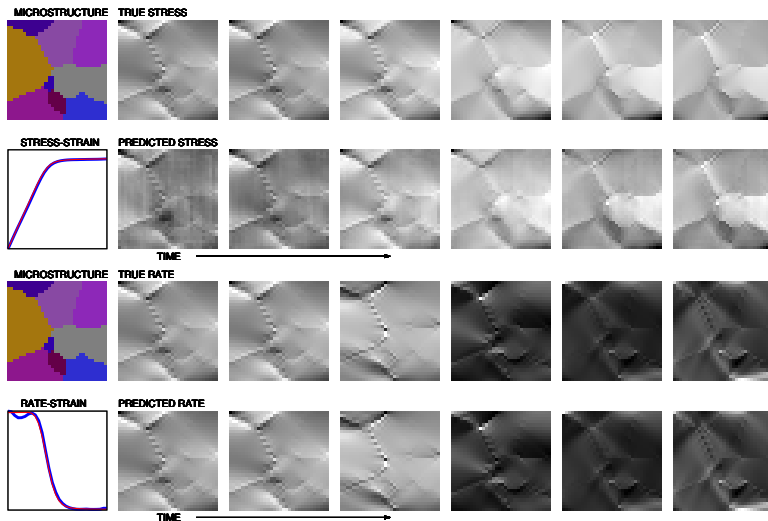 MICROSTRUCTURE TRUE STRESS
STRESS-STRAIN PREDICTED STRESS
TIME
MICROSTRUCTURE TRUE RATE
RATE-STRAIN PREDICTED RATE
TIME